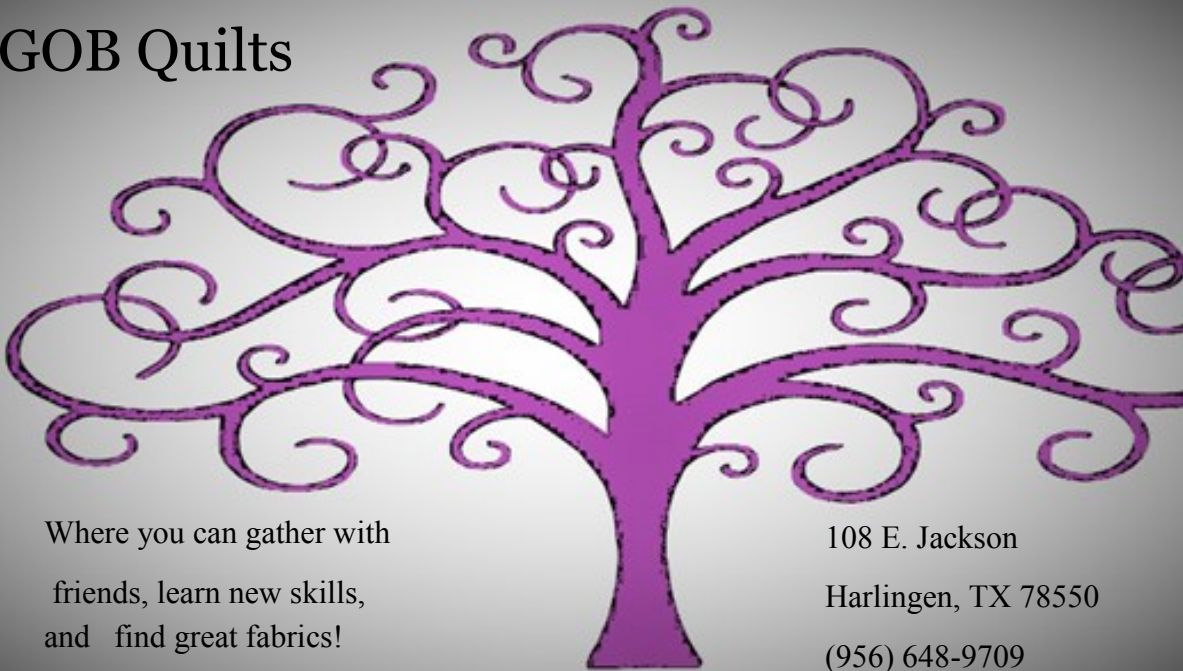 GOB Quilts
Where you can gather with
friends, learn new skills,
and find great fabrics!
108 E. Jackson
Harlingen, TX 78550
(956) 648-9709